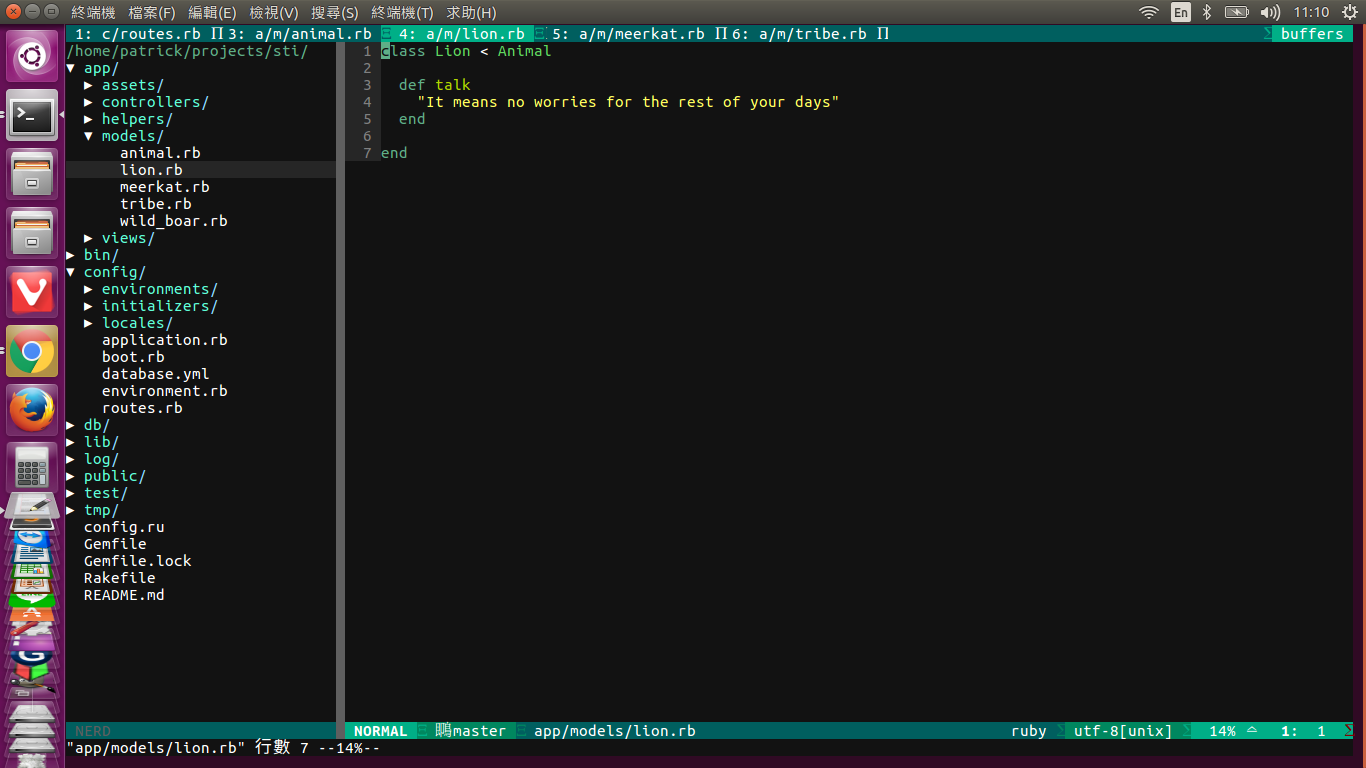 終端機 檔案(F) 編輯(E) 檢視(V) 搜尋(S) 終端機(T) 求助(H) En 11:10
1: c/routes.rb 3: a/m/animal.rb 4: a/m/lion.rb 5: a/m/meerkat.rb 6: a/m/tribe.rb buffers
/home/patrick/projects/sti/
▼ app/
▶ assets/
▶ controllers/
▶ helpers/
▼ models/
animal.rb
lion.rb
meerkat.rb
tribe.rb
wild_boar.rb
▶ views/
▶ bin/
▼ config/
▶ environments/
▶ initializers/
▶ locales/
application.rb
boot.rb
database.yml
environment.rb
routes.rb
▶ db/
▶ lib/
▶ log/
▶ public/
▶ test/
▶ tmp/
config.ru
Gemfile
Gemfile.lock
Rakefile
README.md
1 class Lion < Animal
2
3 def talk
4 "It means no worries for the rest of your days"
5 end
6
7 end
NERD
NORMAL master app/models/lion.rb ruby utf-8[unix] 14% 1: 1
"app/models/lion.rb" 行數 7 --14%--